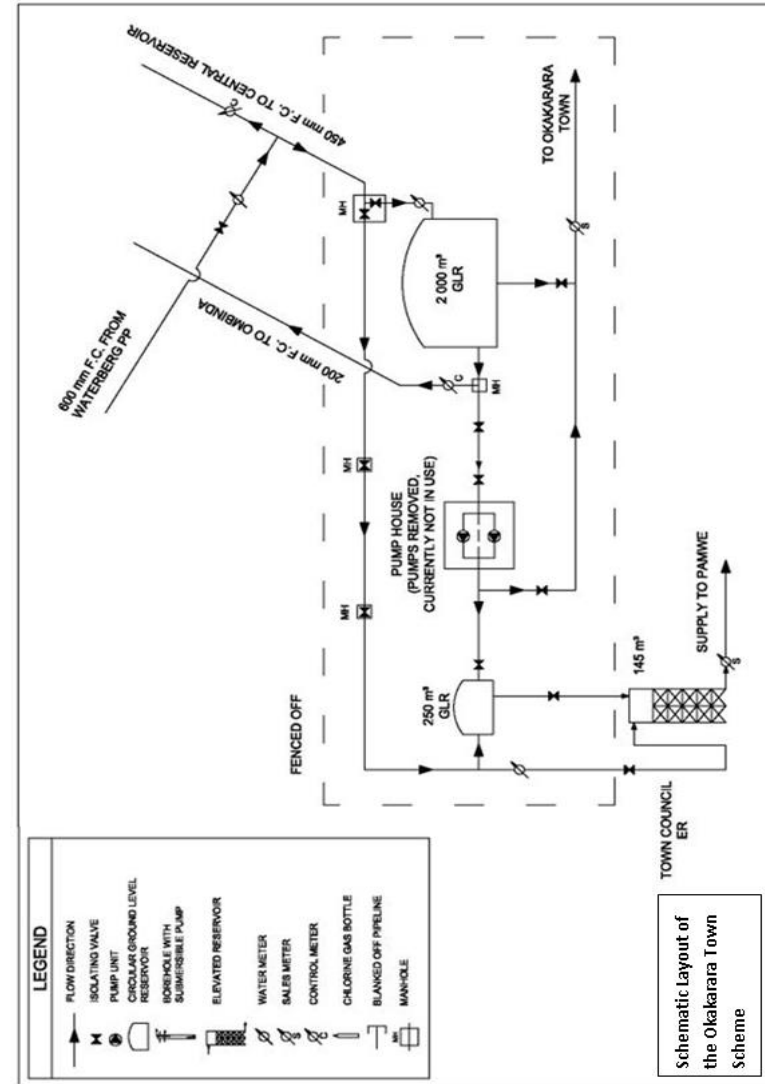 450 mm F.C. TO CENTRAL RESERVOIR
C
600 mm F.C. FROM
WATERBERG PP
200 mm F.C. TO OMBINDA
FENCED OFF
MH
MH
MH
2 000 m³
GLR
C
MH
TO OKAKARARA
TOWN
S
PUMP HOUSE
(PUMPS REMOVED,
CURRENTLY NOT IN USE)
250 m³
GLR
145 m³
SUPPLY TO PAMWE
S
TOWN COUNCIL
ER
LEGEND
FLOW DIRECTION
ISOLATING VALVE
PUMP UNIT
CIRCULAR GROUND LEVEL
RESERVOIR
BOREHOLE WITH
SUBMERSIBLE PUMP
ELEVATED RESERVOIR
WATER METER
S
SALES METER
C
CONTROL METER
CHLORINE GAS BOTTLE
BLANKED OFF PIPELINE
MH
MANHOLE
Schematic Layout of
the Okakarara Town
Scheme